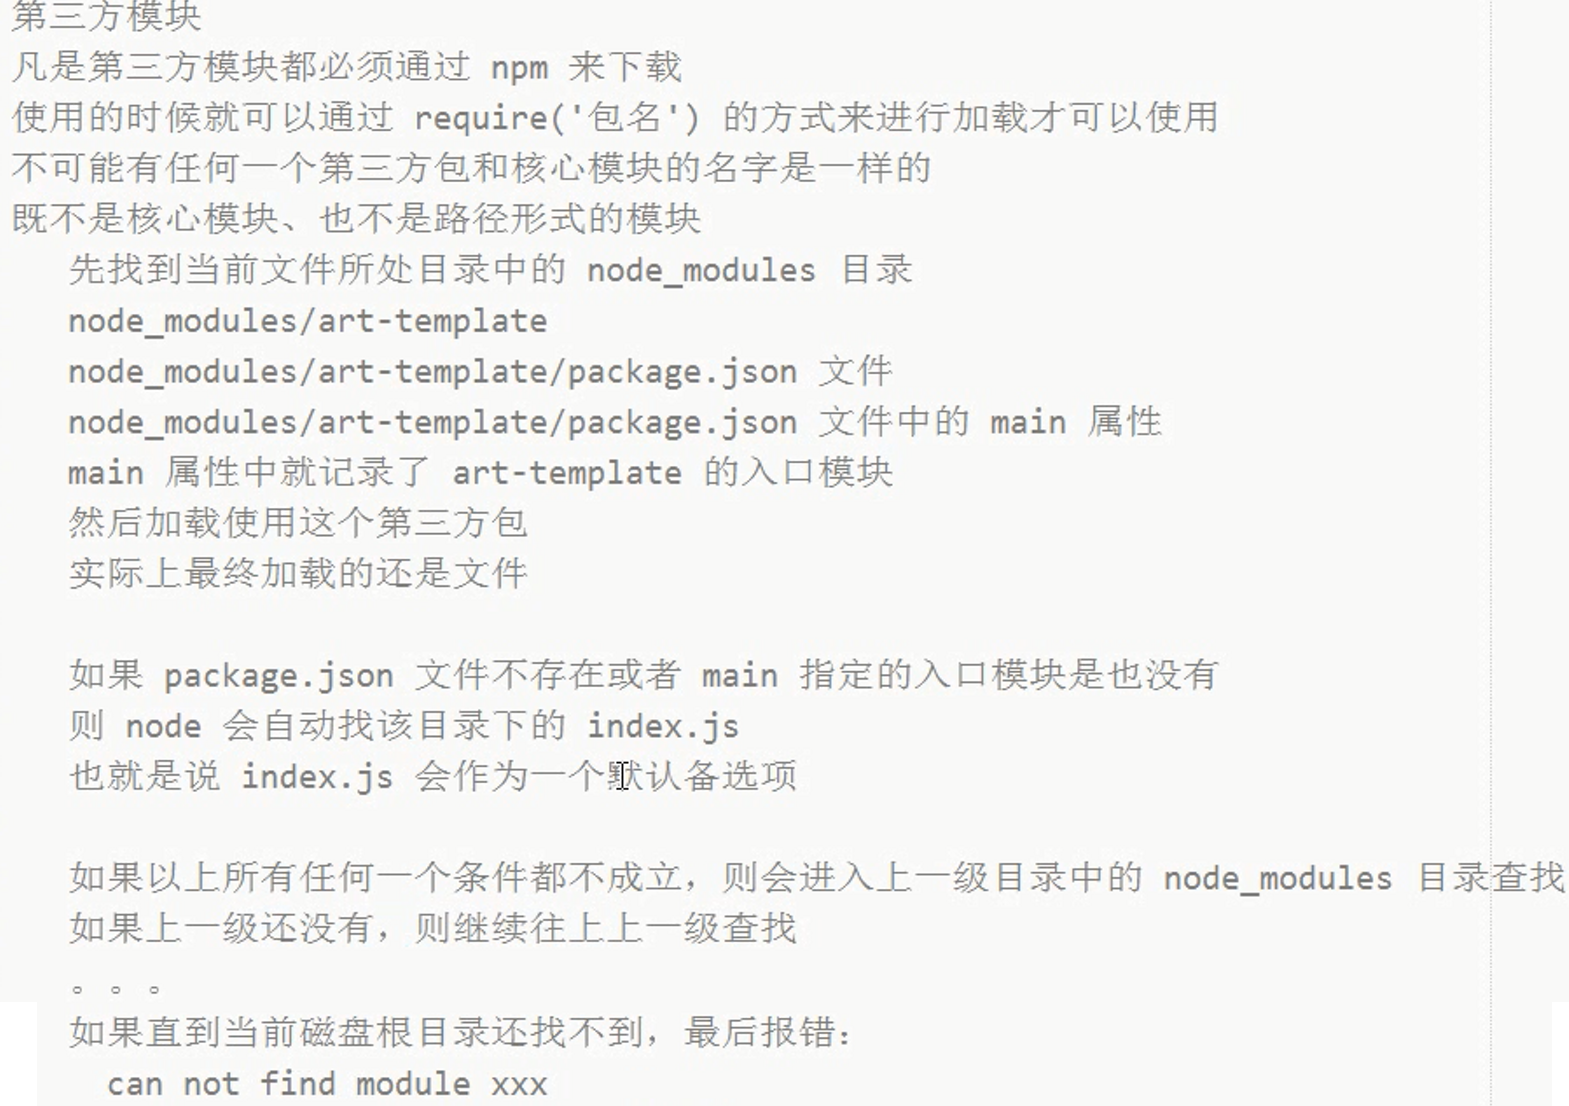 第三方模块
凡是第三方模块都必须通过 npm 来下载
使用的时候就可以通过 require('包名') 的方式来进行加载才可以使用
不可能有任何一个第三方包和核心模块的名字是一样的
既不是核心模块、也不是路径形式的模块
先找到当前文件所处目录中的 node_modules 目录
node_modules/art-template
node_modules/art-template/package.json 文件
node_modules/art-template/package.json 文件中的 main 属性
main 属性中就记录了 art-template 的入口模块
然后加载使用这个第三方包
实际上最终加载的还是文件
如果 package.json 文件不存在或者 main 指定的入口模块是也没有
则 node 会自动找该目录下的 index.js
也就是说 index.js 会作为一个默认备选项
如果以上所有任何一个条件都不成立，则会进入上一级目录中的 node_modules 目录查找
如果上一级还没有，则继续往上上一级查找
。。。
如果直到当前磁盘根目录还找不到，最后报错：
can not find module xxx